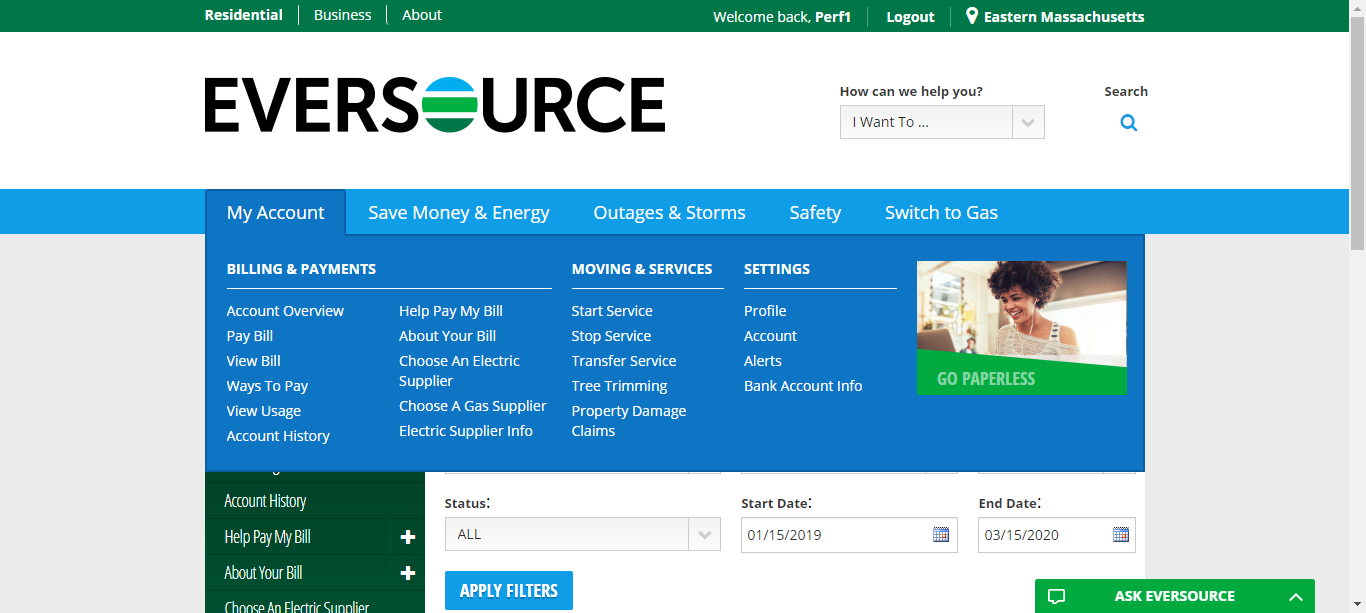 Residential Business About Welcome back, Perf1 Logout Eastern Massachusetts
EVERSOURCE
How can we help you? Search
I Want To ...
My Account Save Money & Energy Outages & Storms Safety Switch to Gas
BILLING & PAYMENTS MOVING & SERVICES SETTINGS
Account Overview Help Pay My Bill Start Service Profile
Pay Bill About Your Bill Stop Service Account
View Bill Choose An Electric Transfer Service Alerts
Supplier
Ways To Pay Tree Trimming Bank Account Info
GO PAPERLESS
View Usage Choose A Gas Supplier Property Damage
Account History Electric Supplier Info Claims
Account History Status: Start Date: End Date:
Help Pay My Bill ALL 01/15/2019 03/15/2020
About Your Bill
APPLY FILTERS
Choose An Electric Supplier
ASK EVERSOURCE